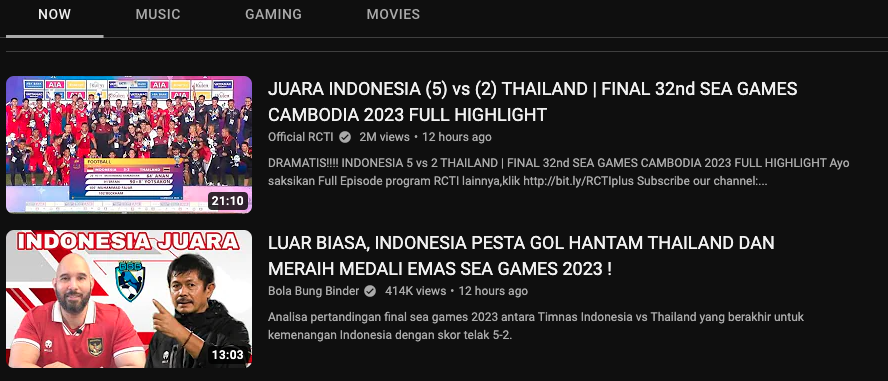 NOW
MUSIC
GAMING
MOVIES
JUARA INDONESIA (5) vs (2) THAILAND | FINAL 32nd SEA GAMES
CAMBODIA 2023 FULL HIGHLIGHT
Official RCTI 2M views • 12 hours ago
DRAMATIS!!!! INDONESIA 5 vs 2 THAILAND | FINAL 32nd SEA GAMES CAMBODIA 2023 FULL HIGHLIGHT Ayo
saksikan Full Episode program RCTI lainnya,klik http://bit.ly/RCTIplus Subscribe our channel:...
AIA
FOOTBALL
21:10
LUAR BIASA, INDONESIA PESTA GOL HANTAM THAILAND DAN
MERAIH MEDALI EMAS SEA GAMES 2023 !
Bola Bung Binder 414K views • 12 hours ago
Analisa pertandingan final sea games 2023 antara Timnas Indonesia vs Thailand yang berakhir untuk
kemenangan Indonesia dengan skor telak 5-2.
INDONESIA JUARA
13:03